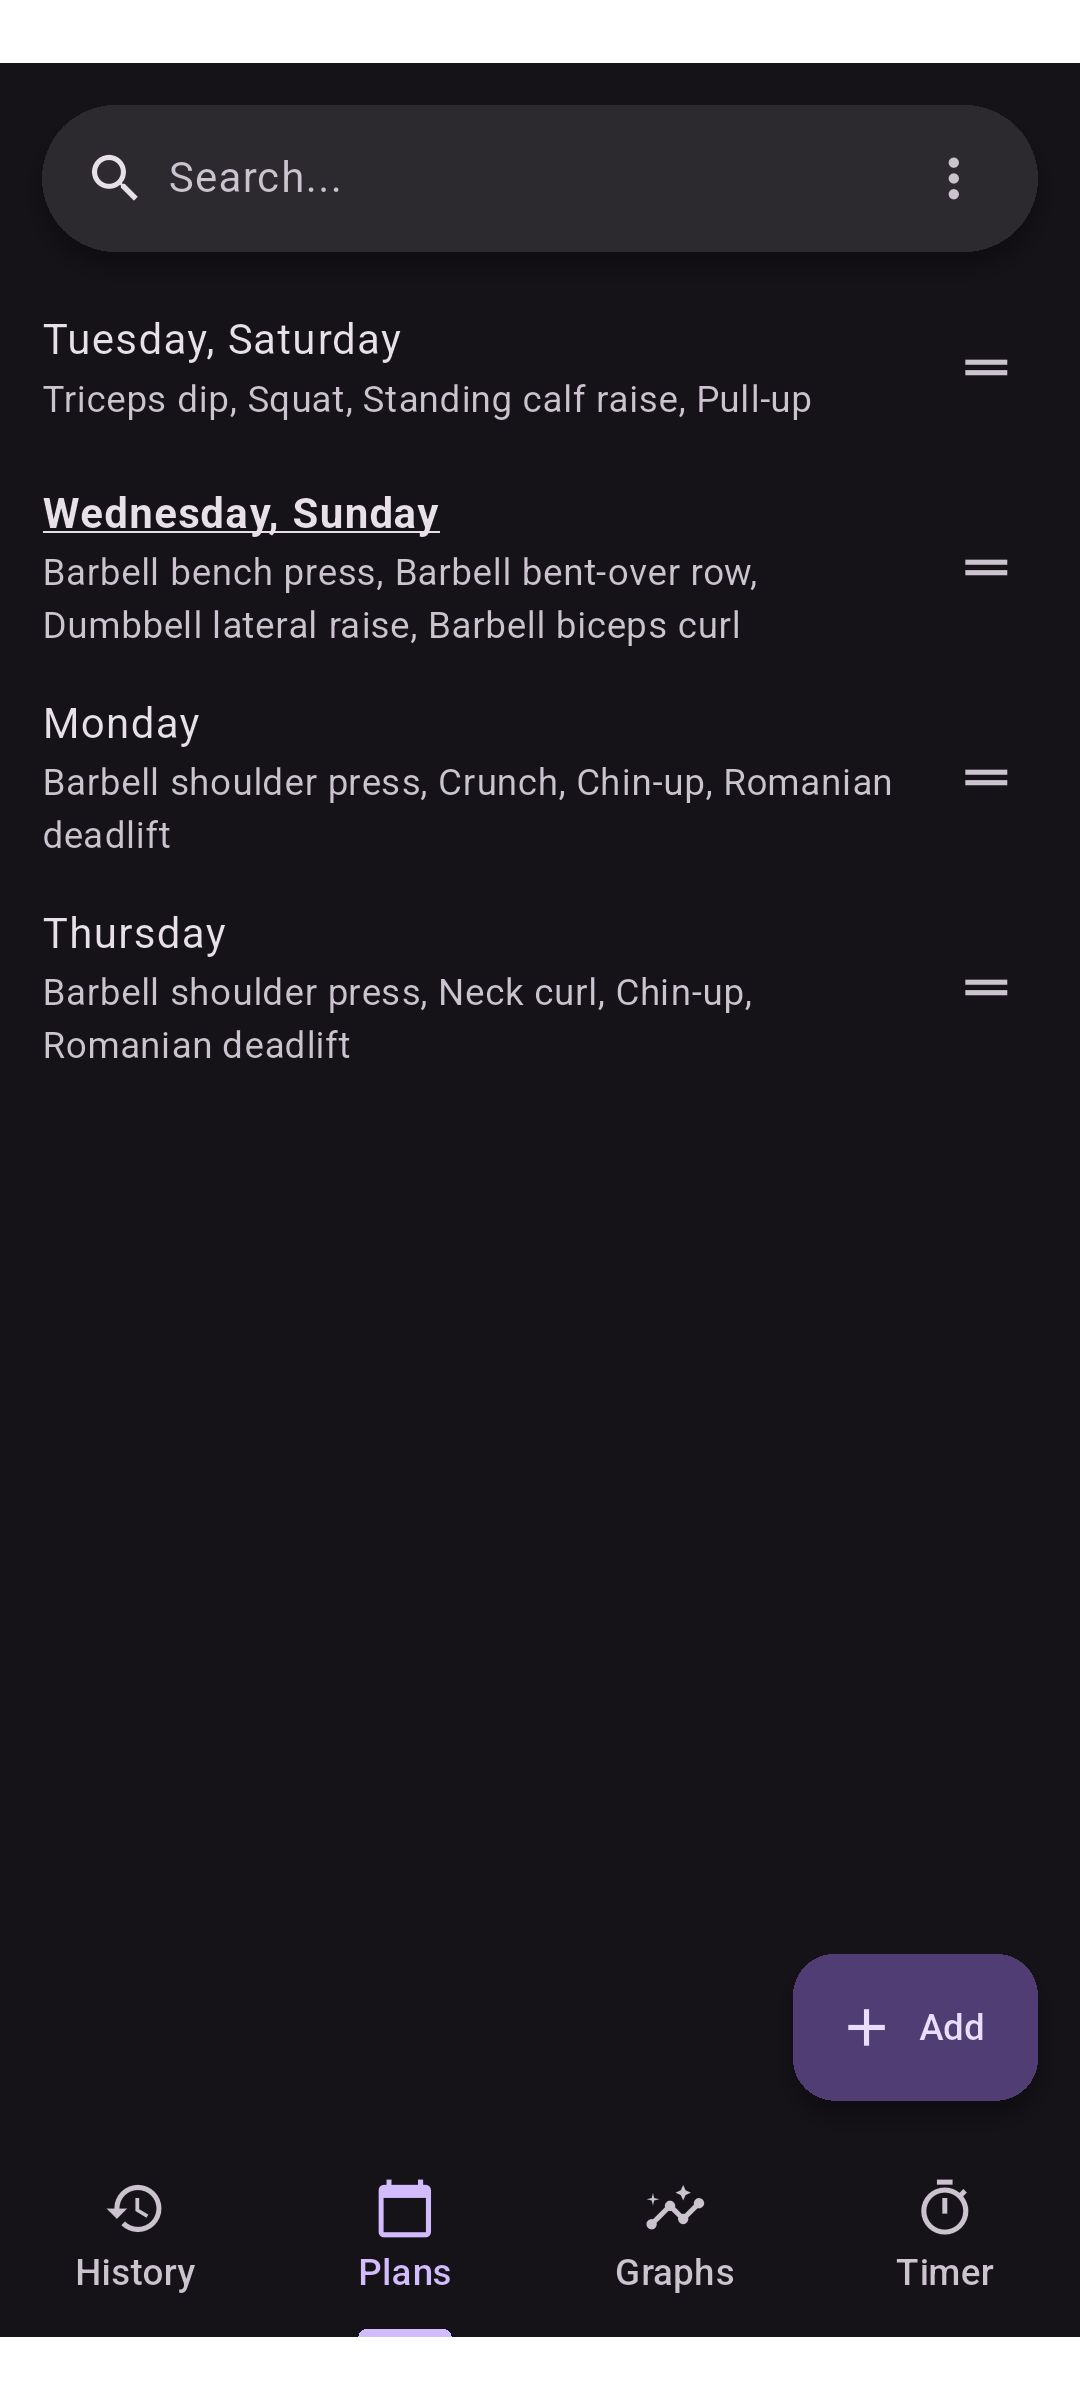 Search...
Tuesday, Saturday
Triceps dip, Squat, Standing calf raise, Pull-up
Wednesday, Sunday
Barbell bench press, Barbell bent-over row,
Dumbbell lateral raise, Barbell biceps curl
Monday
Barbell shoulder press, Crunch, Chin-up, Romanian
deadlift
Thursday
Barbell shoulder press, Neck curl, Chin-up,
Romanian deadlift
Add
History
Plans
Graphs
Timer